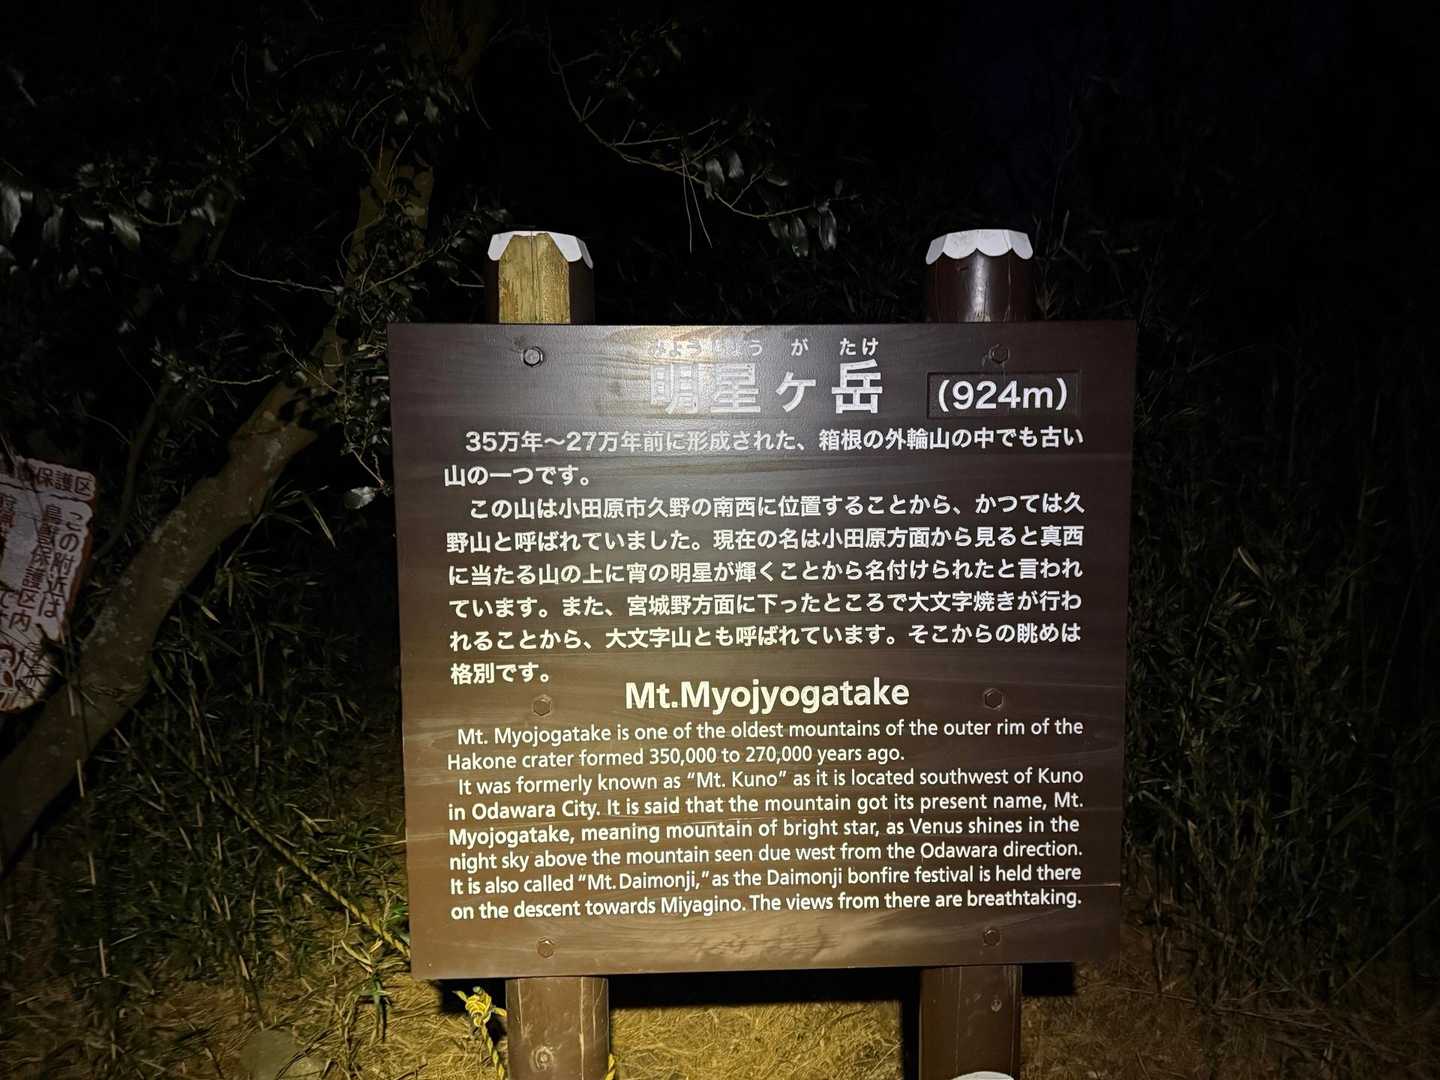 みょうじょう が たけ
明星ヶ岳 (924m)
35万年～27万年前に形成された、箱根の外輪山の中でも古い
山の一つです。
この山は小田原市久野の南西に位置することから、かつては久
野山と呼ばれていました。現在の名は小田原方面から見ると真西
に当たる山の上に宵の明星が輝くことから名付けられたと言われ
ています。また、宮城野方面に下ったところで大文字焼きが行わ
れることから、大文字山とも呼ばれています。そこからの眺めは
格別です。
Mt.Myojyogatake
Mt. Myojogatake is one of the oldest mountains of the outer rim of the
Hakone crater formed 350,000 to 270,000 years ago.
It was formerly known as "Mt. Kuno" as it is located southwest of Kuno
in Odawara City. It is said that the mountain got its present name, Mt.
Myojogatake, meaning mountain of bright star, as Venus shines in the
night sky above the mountain seen due west from the Odawara direction.
It is also called "Mt. Daimonji," as the Daimonji bonfire festival is held there
on the descent towards Miyagino. The views from there are breathtaking.
保護区
この附近は
鳥獣保護区内